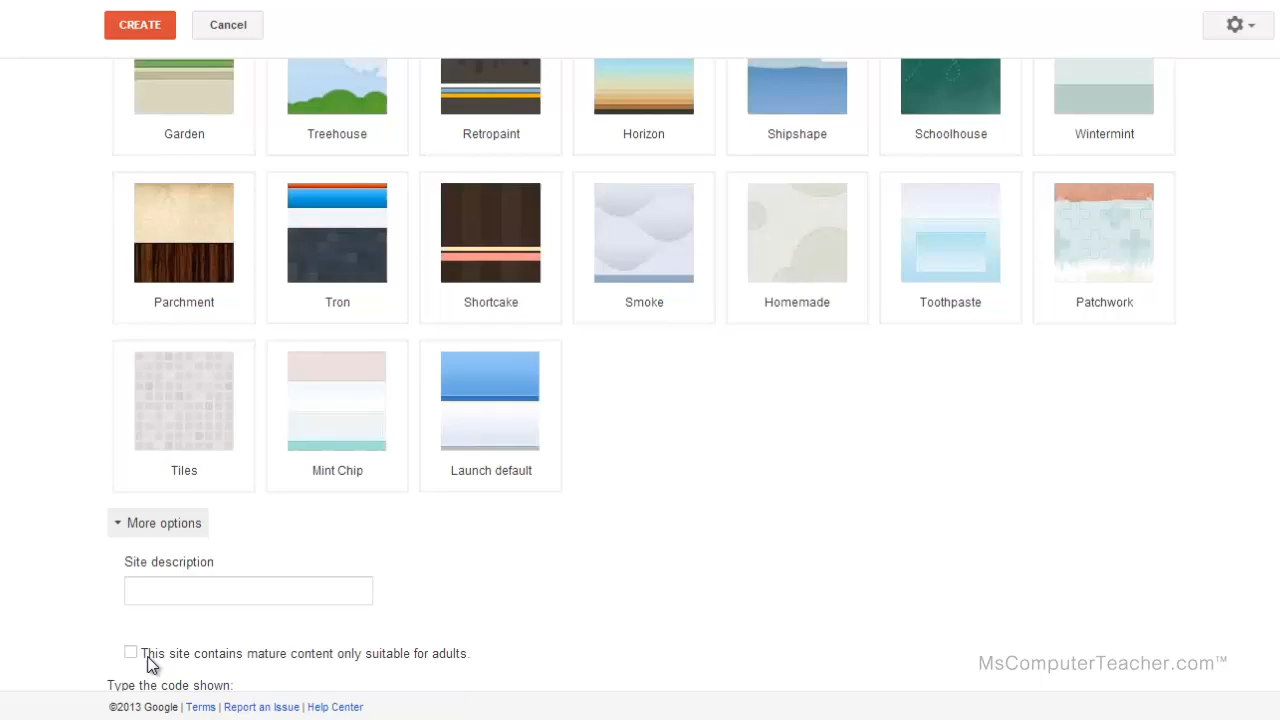 CREATE Cancel
Garden Treehouse Retropaint Horizon Shipshape Schoolhouse Wintermint
Parchment Tron Shortcake Smoke Homemade Toothpaste Patchwork
Tiles Mint Chip Launch default
More options
Site description
This site contains mature content only suitable for adults.
MsComputerTeacher.com™
Type the code shown:
©2013 Google | Terms | Report an Issue | Help Center